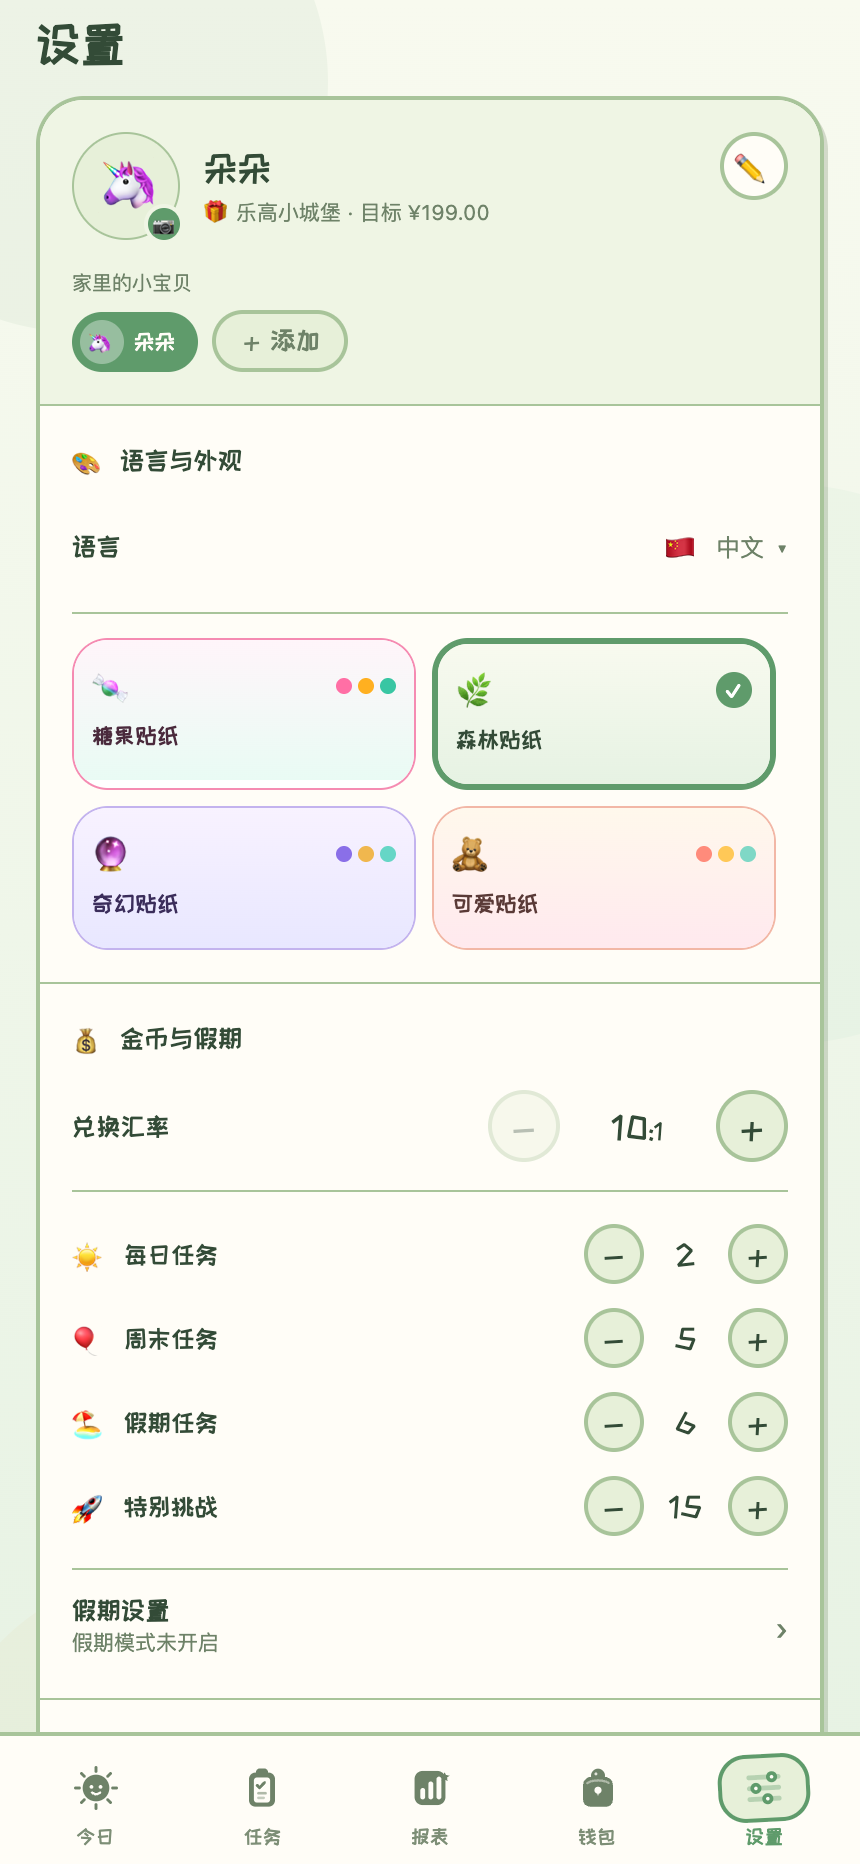 设置
朵朵
乐高小城堡 · 目标 ¥199.00
家里的小宝贝
朵朵
+ 添加
语言与外观
语言
中文 ▾
糖果贴纸
森林贴纸
奇幻贴纸
可爱贴纸
金币与假期
兑换汇率
− 10:1 +
每日任务
− 2 +
周末任务
− 5 +
假期任务
− 6 +
特别挑战
− 15 +
假期设置
假期模式未开启
›
今日
任务
报表
钱包
设置